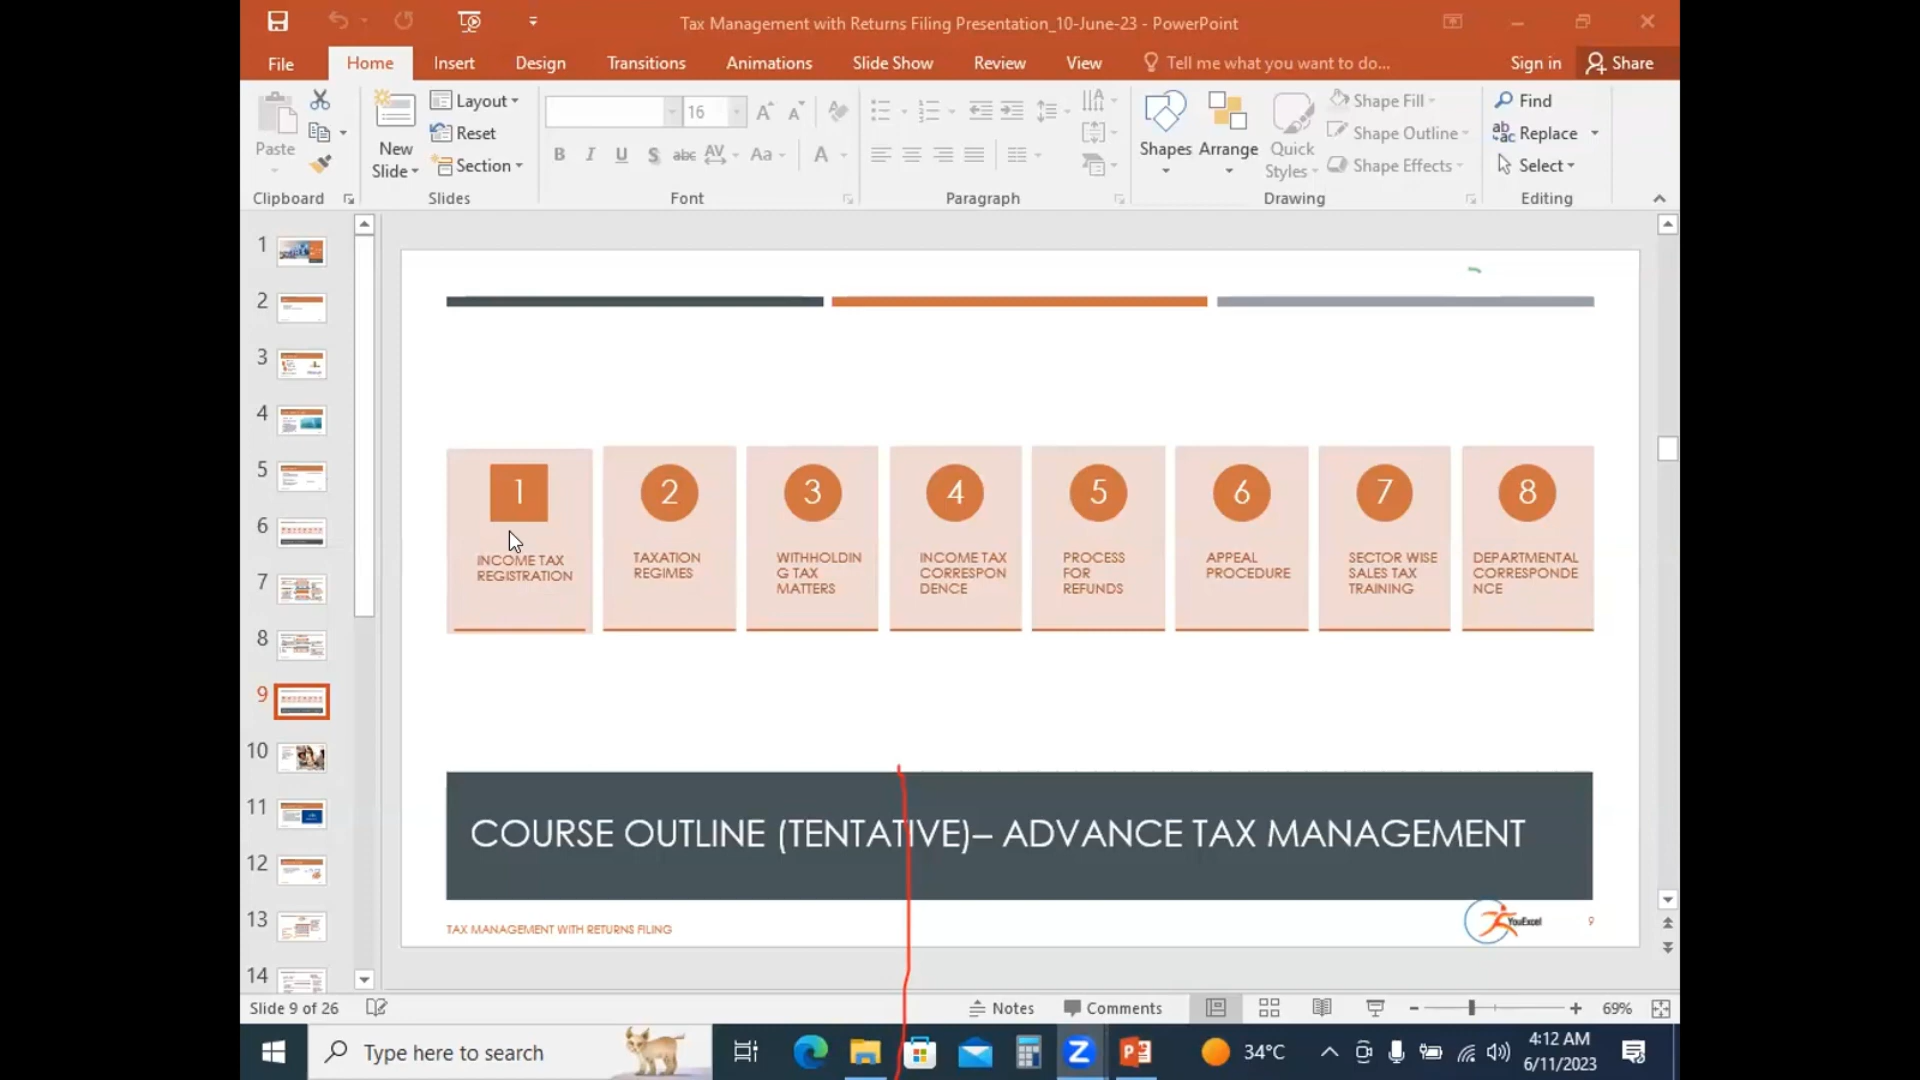 Tax Management with Returns Filing Presentation_10-June-23 - PowerPoint
File Home Insert Design Transitions Animations Slide Show Review View Tell me what you want to do... Sign in Share
Paste
New Slide
Layout
Reset
Section
16
B I U S abc AV Aa A
Shapes Arrange Quick Styles
Shape Fill
Shape Outline
Shape Effects
Find
Replace
Select
Clipboard Slides Font Paragraph Drawing Editing
1
2
3
4
5
6
7
8
9
10
11
12
13
14
1
INCOME TAX
REGISTRATION
2
TAXATION
REGIMES
3
WITHHOLDIN
G TAX
MATTERS
4
INCOME TAX
CORRESPON
DENCE
5
PROCESS
FOR
REFUNDS
6
APPEAL
PROCEDURE
7
SECTOR WISE
SALES TAX
TRAINING
8
DEPARTMENTAL
CORRESPONDE
NCE
COURSE OUTLINE (TENTATIVE)– ADVANCE TAX MANAGEMENT
TAX MANAGEMENT WITH RETURNS FILING
YouExcel
9
Slide 9 of 26 Notes Comments 69%
Type here to search 34°C 4:12 AM
6/11/2023